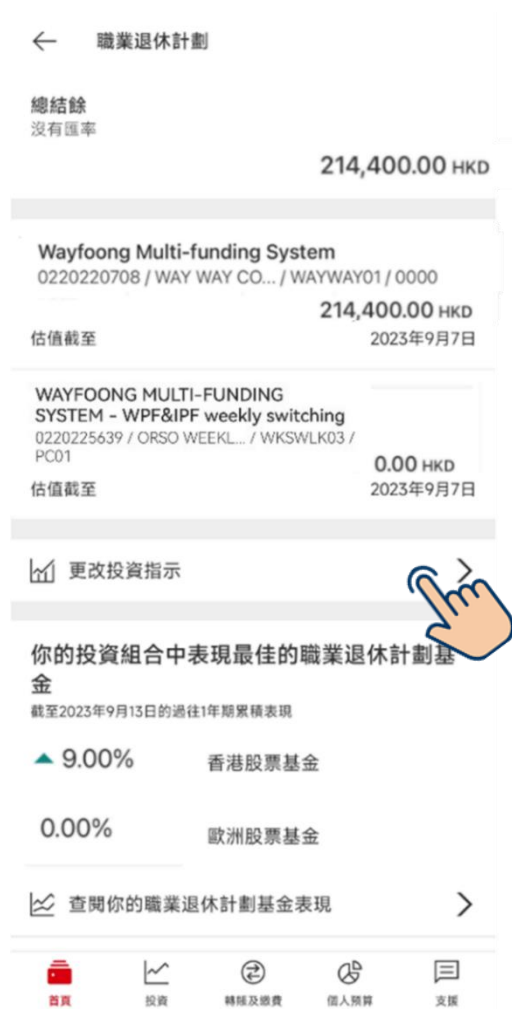 職業退休計劃
總結餘
沒有匯率
214,400.00 HKD
Wayfoong Multi-funding System
0220220708 / WAY WAY CO... / WAYWAY01 / 0000
214,400.00 HKD
估值截至 2023年9月7日
WAYFOONG MULTI-FUNDING
SYSTEM - WPF&IPF weekly switching
0220225639 / ORSO WEEKL... / WKSWLK03 /
PC01
0.00 HKD
估值截至 2023年9月7日
更改投資指示
你的投資組合中表現最佳的職業退休計劃基
金
截至2023年9月13日的過往1年期累積表現
9.00% 香港股票基金
0.00% 歐洲股票基金
查閱你的職業退休計劃基金表現
首頁 投資 轉賬及繳費 個人預算 支援